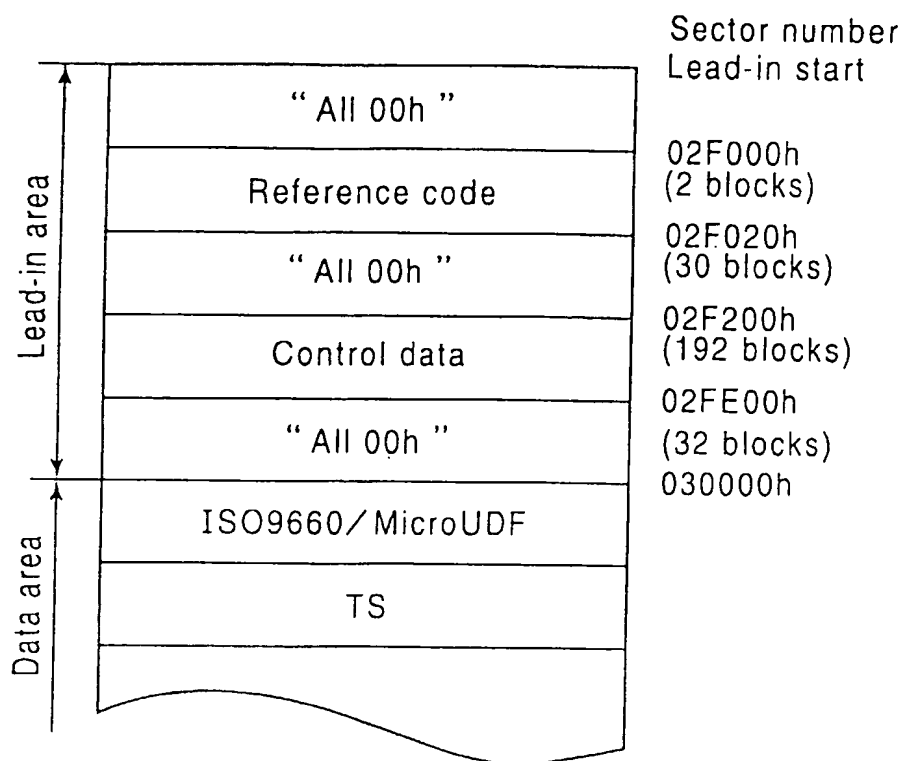 Sector number
Lead-in start
“ All 00h ”
02F000h
(2 blocks)
Reference code
02F020h
(30 blocks)
“ All 00h ”
02F200h
(192 blocks)
Control data
02FE00h
(32 blocks)
“ All 00h ”
030000h
ISO9660/MicroUDF
TS
Lead-in area
Data area